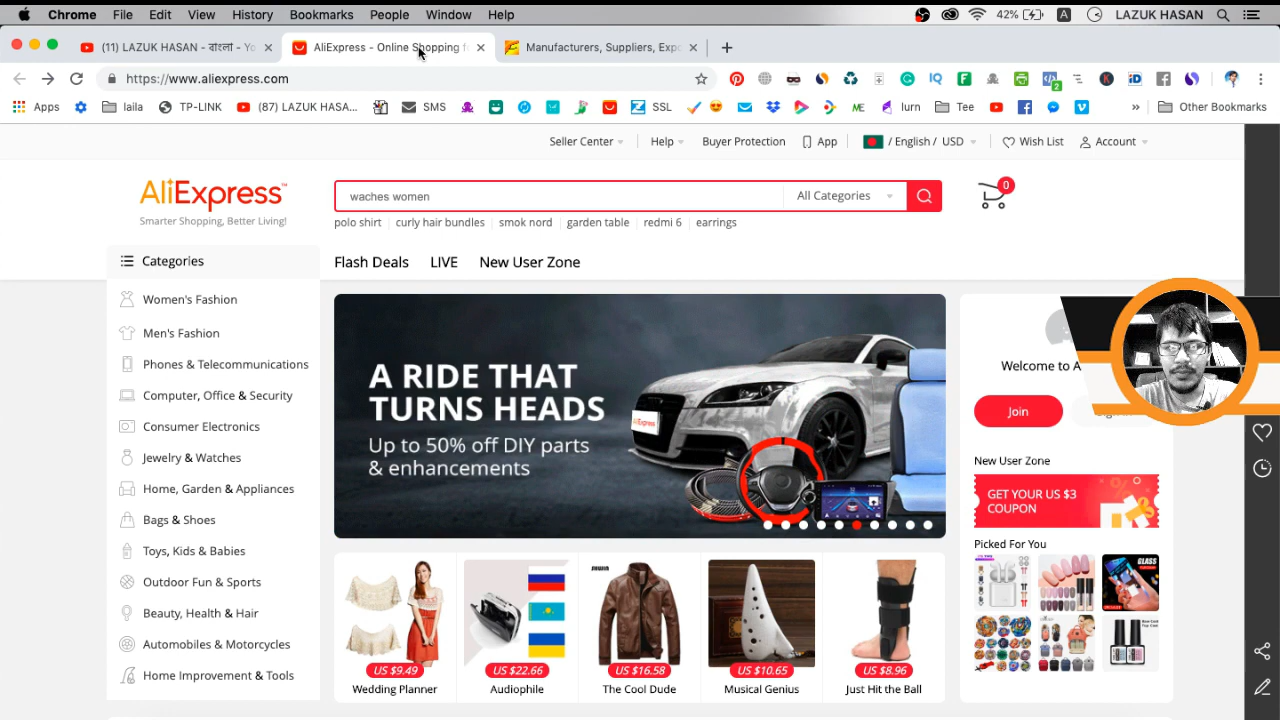 Chrome File Edit View History Bookmarks People Window Help 42% A LAZUK HASAN
(11) LAZUK HASAN - বাংলা - Yo
AliExpress - Online Shopping f
Manufacturers, Suppliers, Expo
https://www.aliexpress.com
Apps laila TP-LINK (87) LAZUK HASA... SMS SSL ME lurn Tee Other Bookmarks
Seller Center Help Buyer Protection App / English / USD Wish List Account
AliExpress™
Smarter Shopping, Better Living!
waches women All Categories
0
polo shirt curly hair bundles smok nord garden table redmi 6 earrings
Categories
Flash Deals LIVE New User Zone
Women's Fashion
Men's Fashion
Phones & Telecommunications
Computer, Office & Security
Consumer Electronics
Jewelry & Watches
Home, Garden & Appliances
Bags & Shoes
Toys, Kids & Babies
Outdoor Fun & Sports
Beauty, Health & Hair
Automobiles & Motorcycles
Home Improvement & Tools
A RIDE THAT
TURNS HEADS
Up to 50% off DIY parts
& enhancements
AliExpress
Welcome to A
Join
New User Zone
GET YOUR US $3
COUPON
Picked For You
GLASS
US $9.49
Wedding Planner
US $22.66
Audiophile
US $16.58
The Cool Dude
US $10.65
Musical Genius
US $8.96
Just Hit the Ball